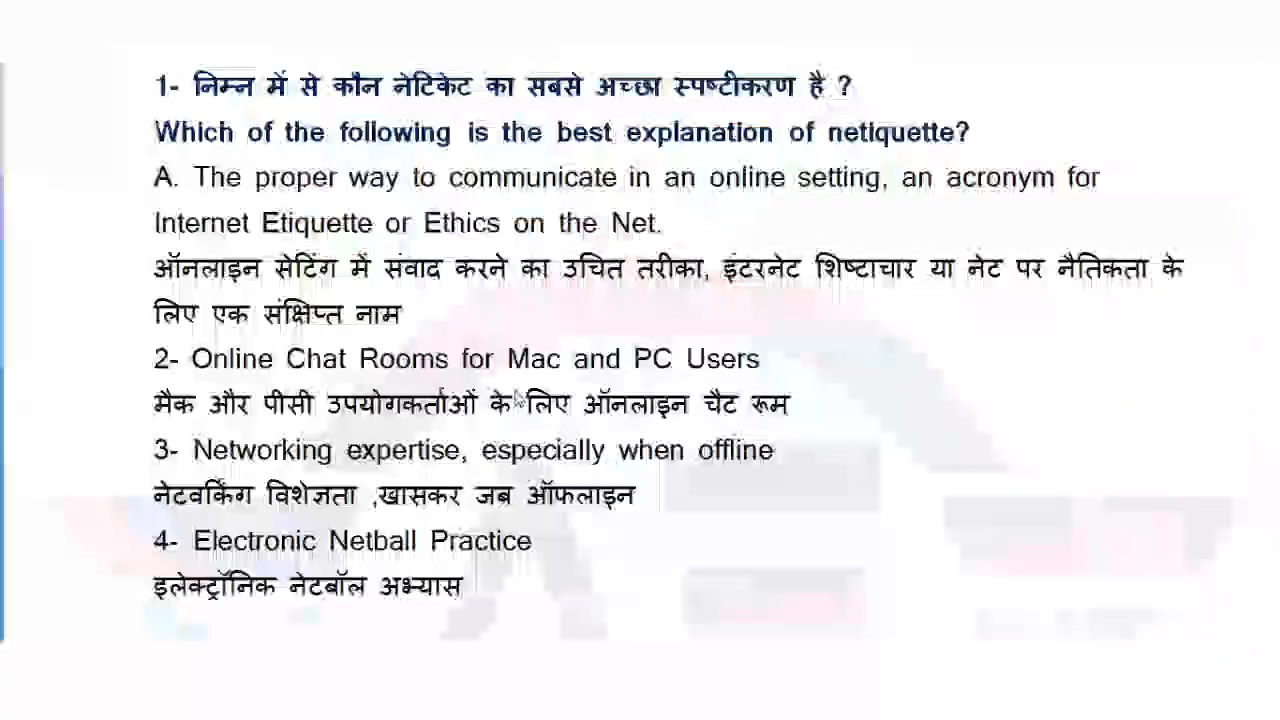 1- निम्न में से कौन नेटिकेट का सबसे अच्छा स्पष्टीकरण है ?
Which of the following is the best explanation of netiquette?
A. The proper way to communicate in an online setting, an acronym for
Internet Etiquette or Ethics on the Net.
ऑनलाइन सेटिंग में संवाद करने का उचित तरीका, इंटरनेट शिष्टाचार या नेट पर नैतिकता के
लिए एक संक्षिप्त नाम
2- Online Chat Rooms for Mac and PC Users
मैक और पीसी उपयोगकर्ताओं के लिए ऑनलाइन चैट रूम
3- Networking expertise, especially when offline
नेटवर्किंग विशेज्ञता ,खासकर जब ऑफलाइन
4- Electronic Netball Practice
इलेक्ट्रॉनिक नेटबॉल अभ्यास